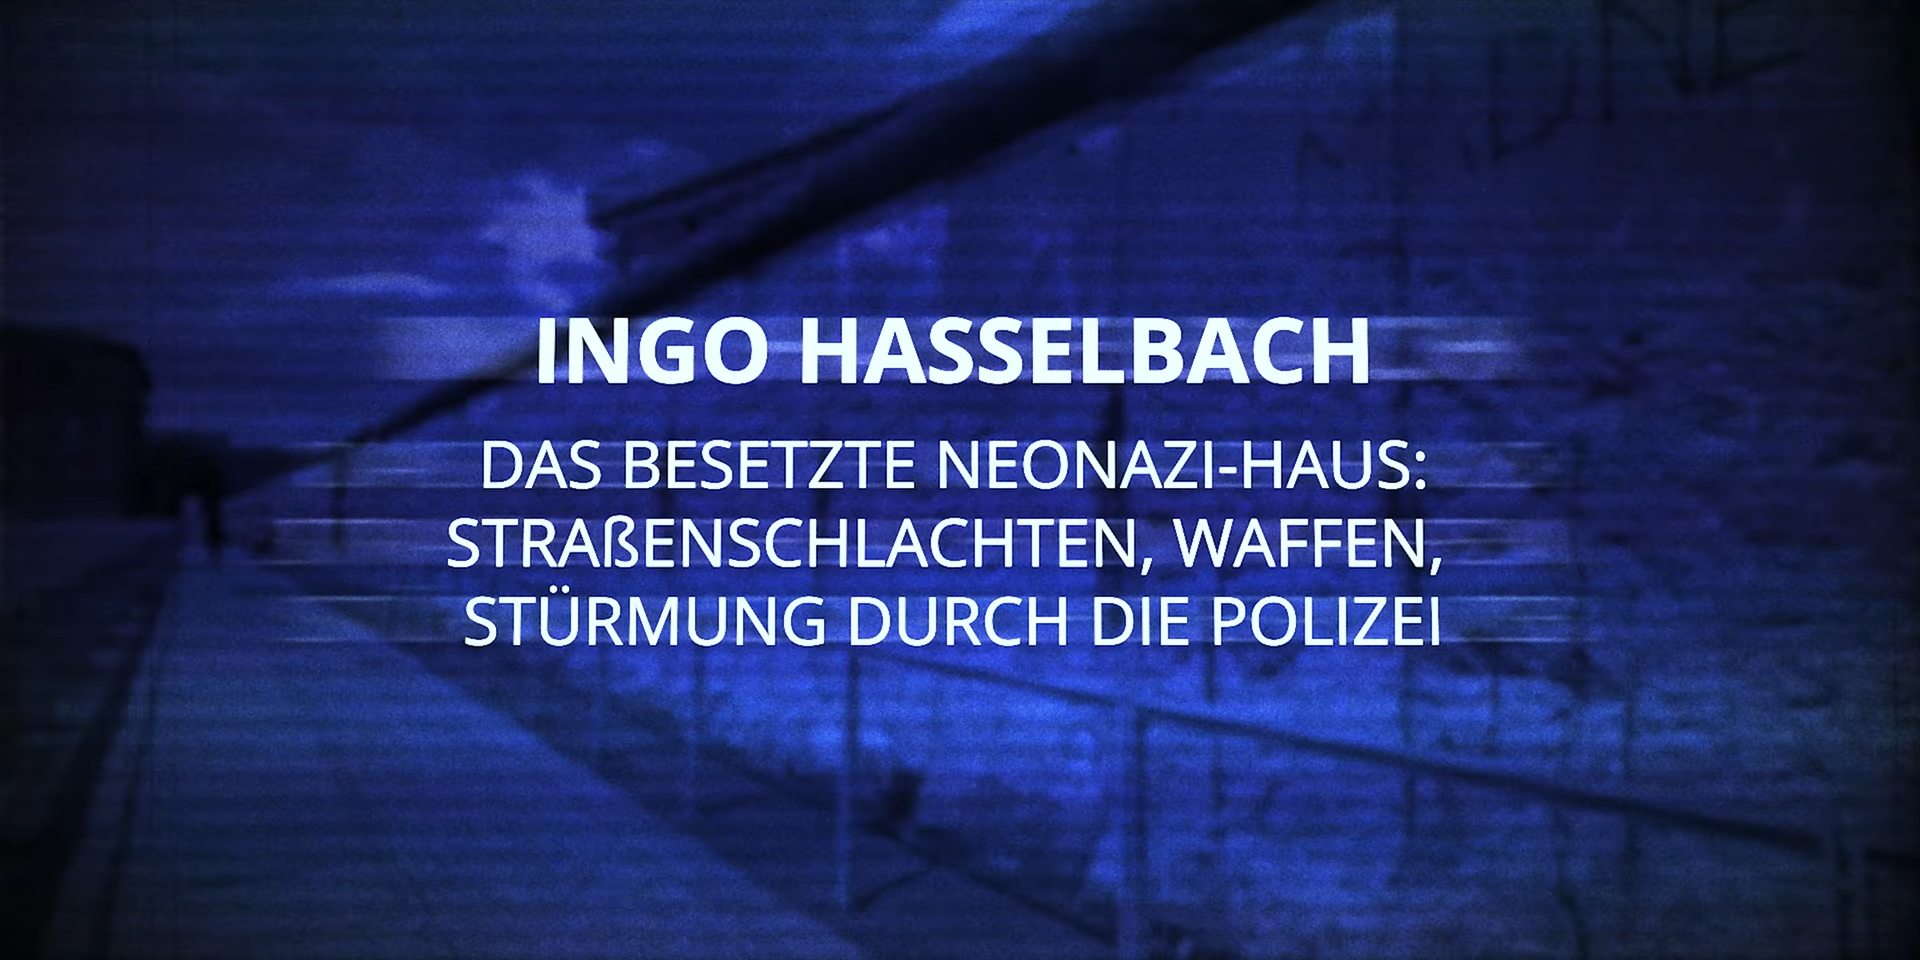 INGO HASSELBACH
DAS BESETZTE NEONAZI-HAUS:
STRAßENSCHLACHTEN, WAFFEN,
STÜRMUNG DURCH DIE POLIZEI